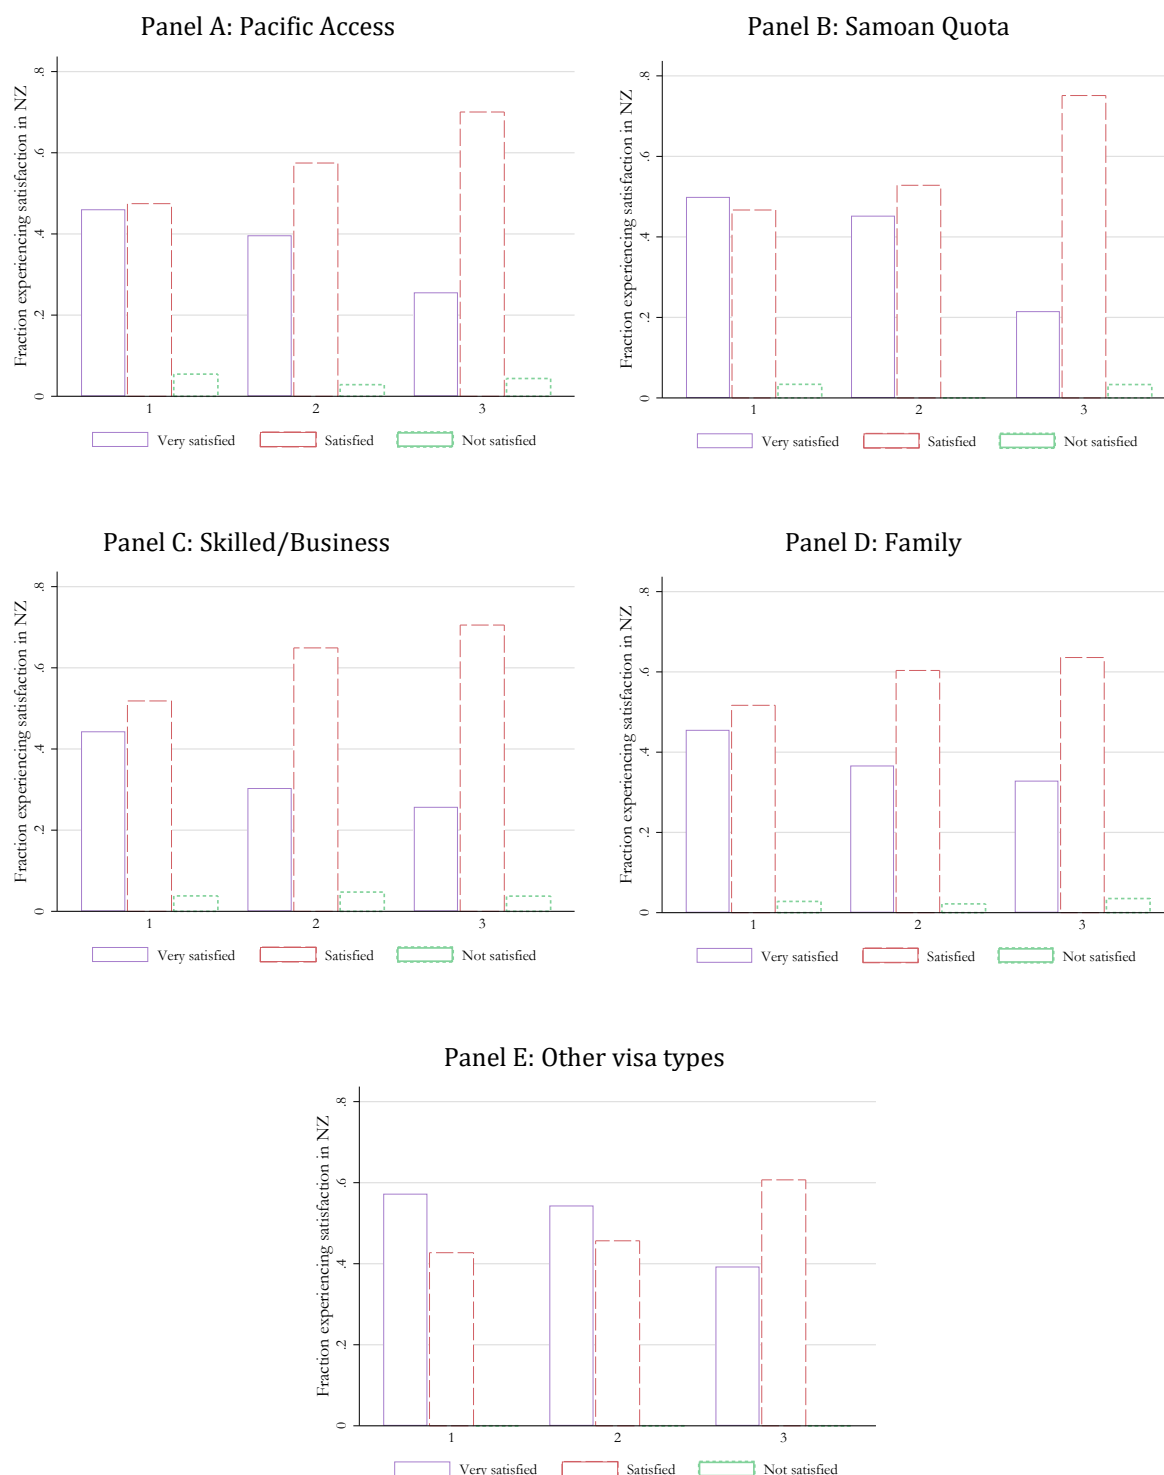 Panel A: Pacific Access
Fraction experiencing satisfaction in NZ
0 .2 .4 .6 .8
1 2 3
Very satisfied Satisfied Not satisfied
Panel B: Samoan Quota
Fraction experiencing satisfaction in NZ
0 .2 .4 .6 .8
1 2 3
Very satisfied Satisfied Not satisfied
Panel C: Skilled/Business
Fraction experiencing satisfaction in NZ
0 .2 .4 .6 .8
1 2 3
Very satisfied Satisfied Not satisfied
Panel D: Family
Fraction experiencing satisfaction in NZ
0 .2 .4 .6 .8
1 2 3
Very satisfied Satisfied Not satisfied
Panel E: Other visa types
Fraction experiencing satisfaction in NZ
0 .2 .4 .6 .8
1 2 3
Very satisfied Satisfied Not satisfied